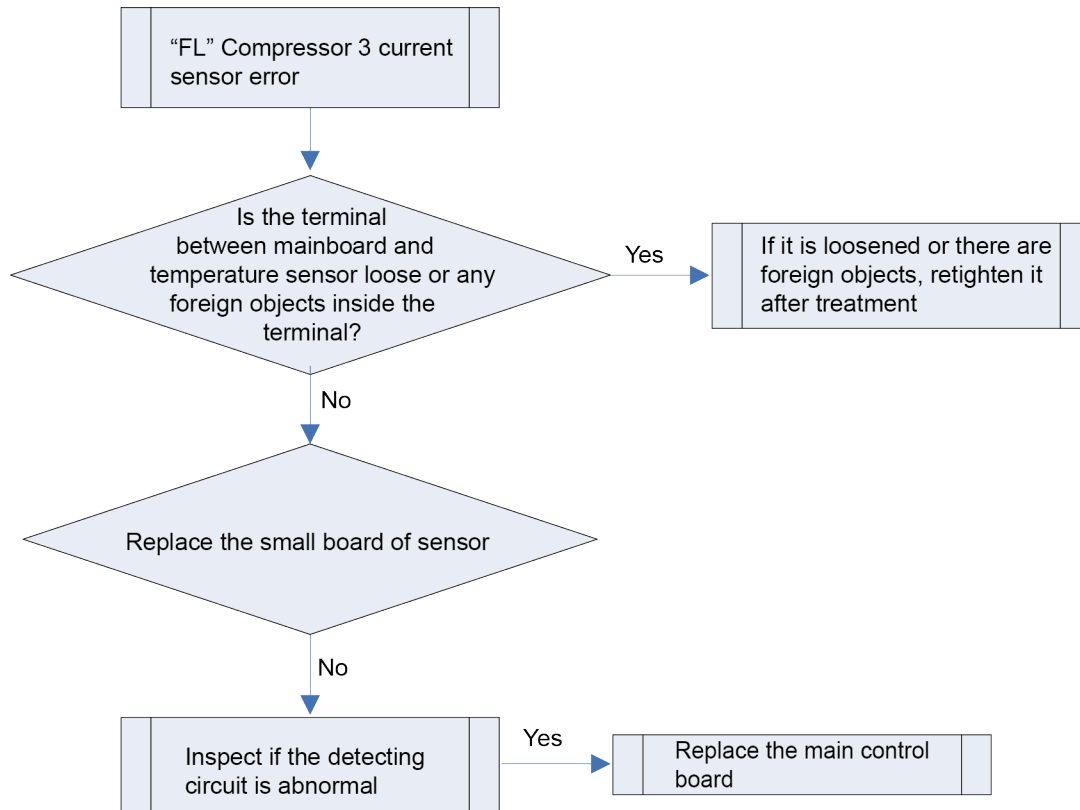 “FL” Compressor 3 current
sensor error
Is the terminal
between mainboard and
temperature sensor loose or any
foreign objects inside the
terminal?
Yes
If it is loosened or there are
foreign objects, retighten it
after treatment
No
Replace the small board of sensor
No
Inspect if the detecting
circuit is abnormal
Yes
Replace the main control
board